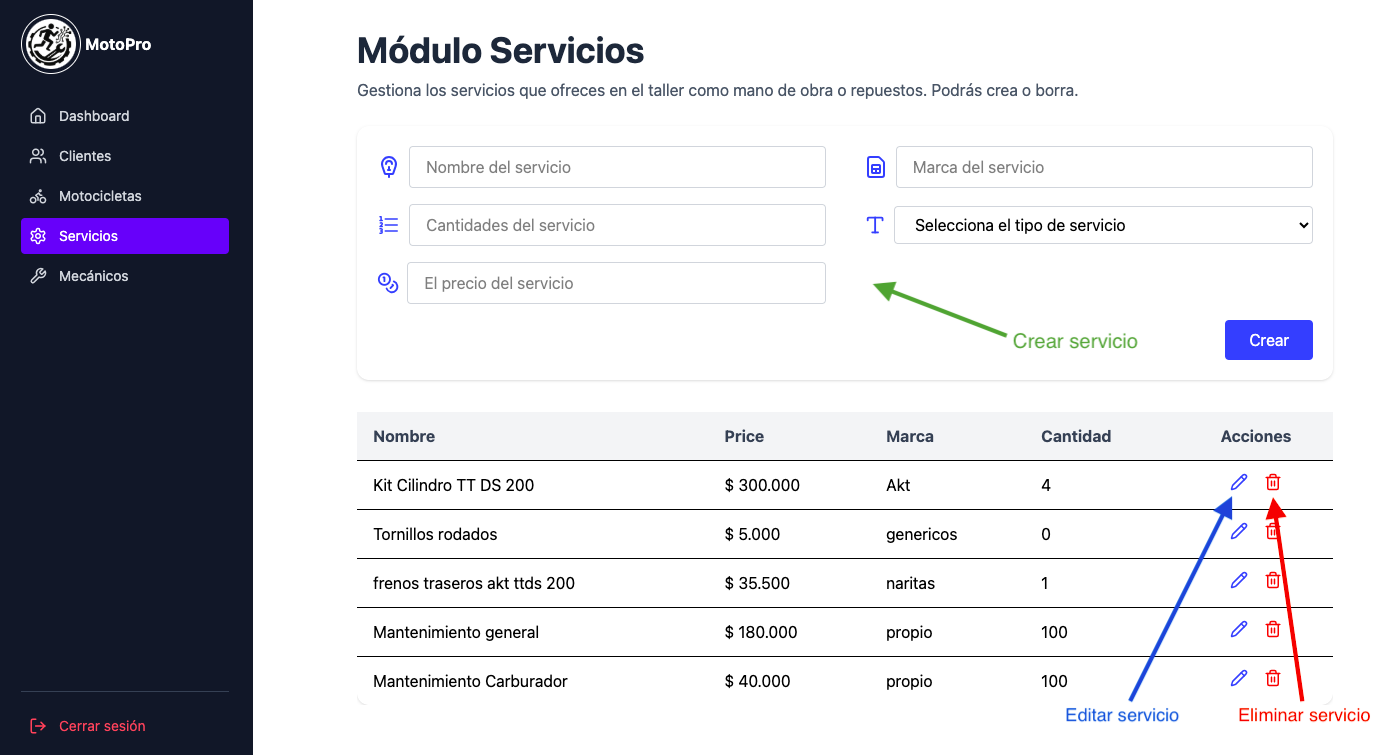 MotoPro
Dashboard
Clientes
Motocicletas
Servicios
Mecánicos
Cerrar sesión
Módulo Servicios
Gestiona los servicios que ofreces en el taller como mano de obra o repuestos. Podrás crea o borra.
Nombre del servicio
Marca del servicio
Cantidades del servicio
Selecciona el tipo de servicio
El precio del servicio
Crear servicio
Crear
Nombre Price Marca Cantidad Acciones
Kit Cilindro TT DS 200 $ 300.000 Akt 4
Tornillos rodados $ 5.000 genericos 0
frenos traseros akt ttds 200 $ 35.500 naritas 1
Mantenimiento general $ 180.000 propio 100
Mantenimiento Carburador $ 40.000 propio 100
Editar servicio
Eliminar servicio